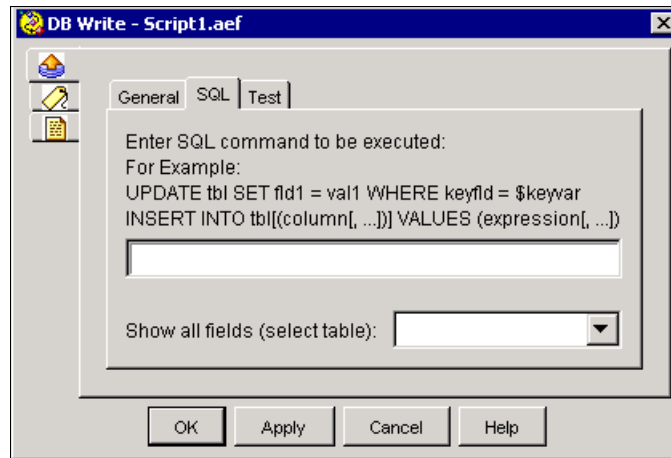 DB Write - Script1.aef
General SQL Test
Enter SQL command to be executed:
For Example:
UPDATE tbl SET fld1 = val1 WHERE keyfld = $keyvar
INSERT INTO tbl[(column[, ...])] VALUES (expression[, ...])
Show all fields (select table):
OK Apply Cancel Help